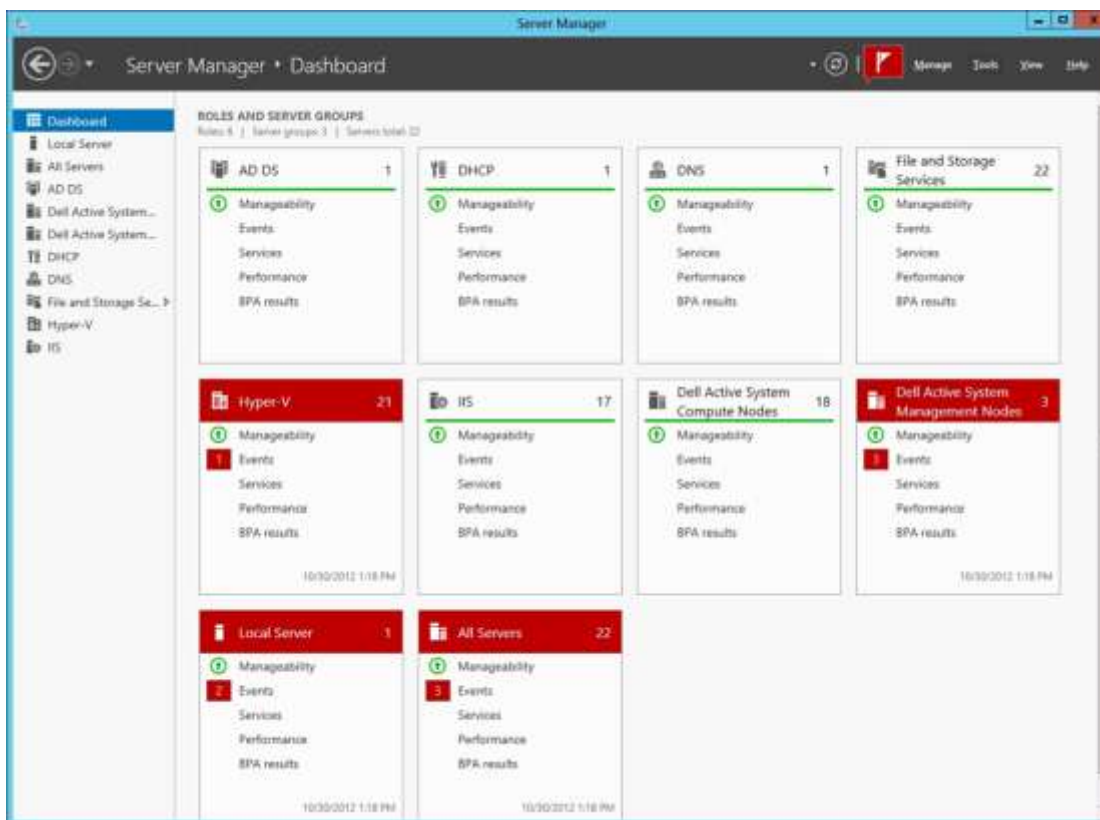 Server Manager
Server Manager • Dashboard
Manage Tools View Help
Dashboard
Local Server
All Servers
AD DS
Dell Active System...
Dell Active System...
DHCP
DNS
File and Storage Se...
Hyper-V
IIS
ROLES AND SERVER GROUPS
Roles: 6 | Server groups: 3 | Servers total: 22
AD DS 1
Manageability
Events
Services
Performance
BPA results
DHCP 1
Manageability
Events
Services
Performance
BPA results
DNS 1
Manageability
Events
Services
Performance
BPA results
File and Storage
Services 22
Manageability
Events
Services
Performance
BPA results
Hyper-V 21
Manageability
1 Events
Services
Performance
BPA results
10/30/2012 1:18 PM
IIS 17
Manageability
Events
Services
Performance
BPA results
Dell Active System
Compute Nodes 18
Manageability
Events
Services
Performance
BPA results
Dell Active System
Management Nodes 3
Manageability
3 Events
Services
Performance
BPA results
10/30/2012 1:18 PM
Local Server 1
Manageability
2 Events
Services
Performance
BPA results
10/30/2012 1:18 PM
All Servers 22
Manageability
3 Events
Services
Performance
BPA results
10/30/2012 1:18 PM